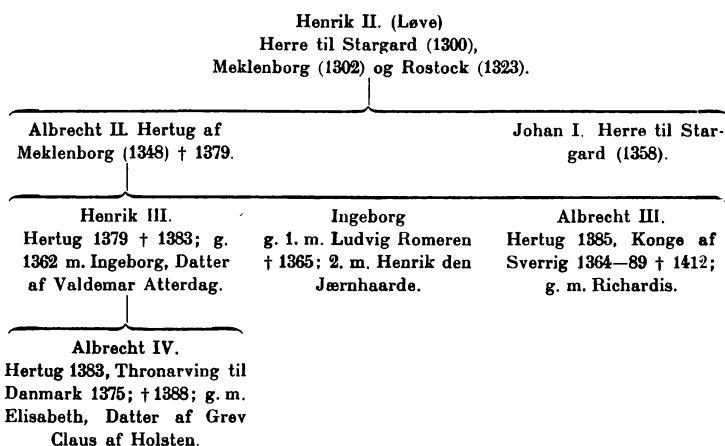 Henrik II. (Løve)
Herre til Stargard (1300),
Meklenborg (1302) og Rostock (1323).
Albrecht II. Hertug af
Meklenborg (1348) † 1379.
Johan I. Herre til Star-
gard (1358).
Henrik III.
Hertug 1379 † 1383; g.
1362 m. Ingeborg, Datter
af Valdemar Atterdag.
Ingeborg
g. 1. m. Ludvig Romeren
† 1365; 2. m. Henrik den
Jærnhaarde.
Albrecht III.
Hertug 1385, Konge af
Sverrig 1364—89 † 1412;
g. m. Richardis.
Albrecht IV.
Hertug 1383, Thronarving til
Danmark 1375; † 1388; g. m.
Elisabeth, Datter af Grev
Claus af Holsten.